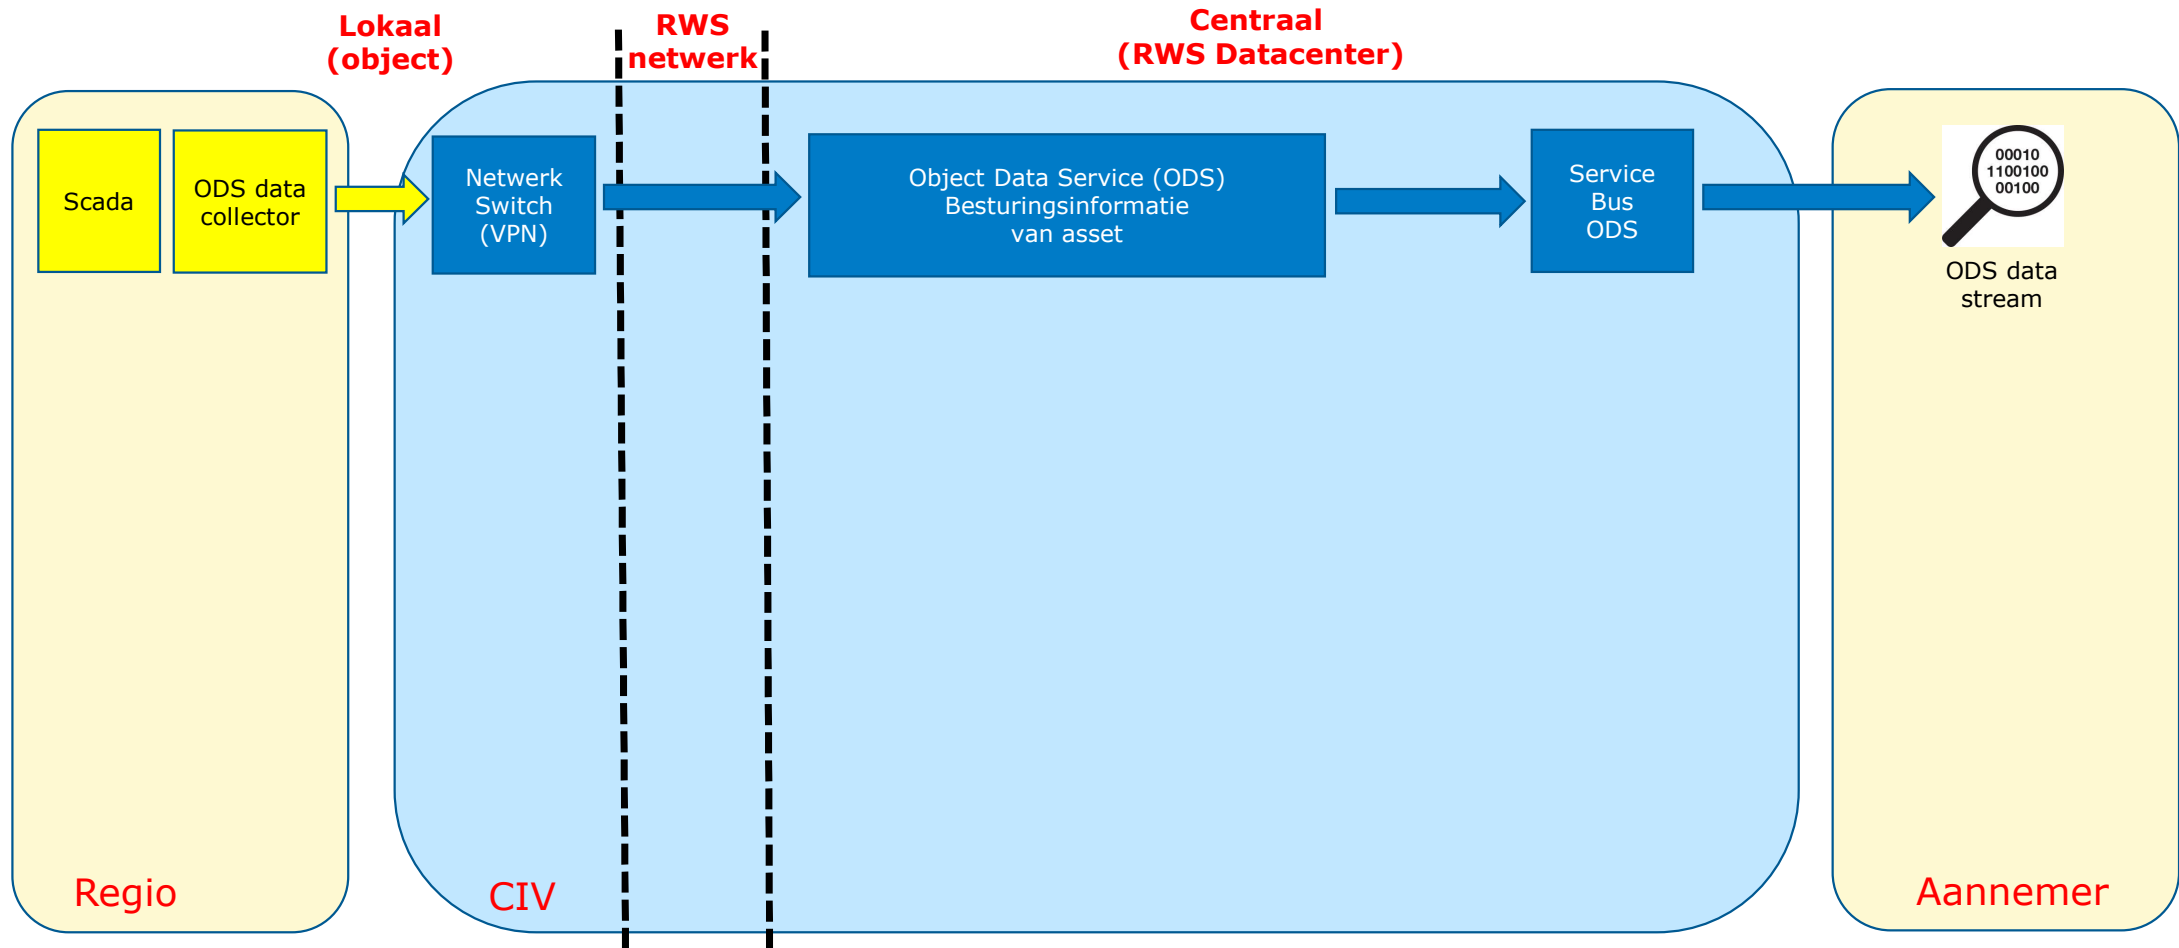 Lokaal
(object)
RWS
netwerk
Centraal
(RWS Datacenter)
Scada
ODS data
collector
Netwerk
Switch
(VPN)
Object Data Service (ODS)
Besturingsinformatie
van asset
Service
Bus
ODS
00010
1100100
00100
ODS data
stream
Regio
CIV
Aannemer